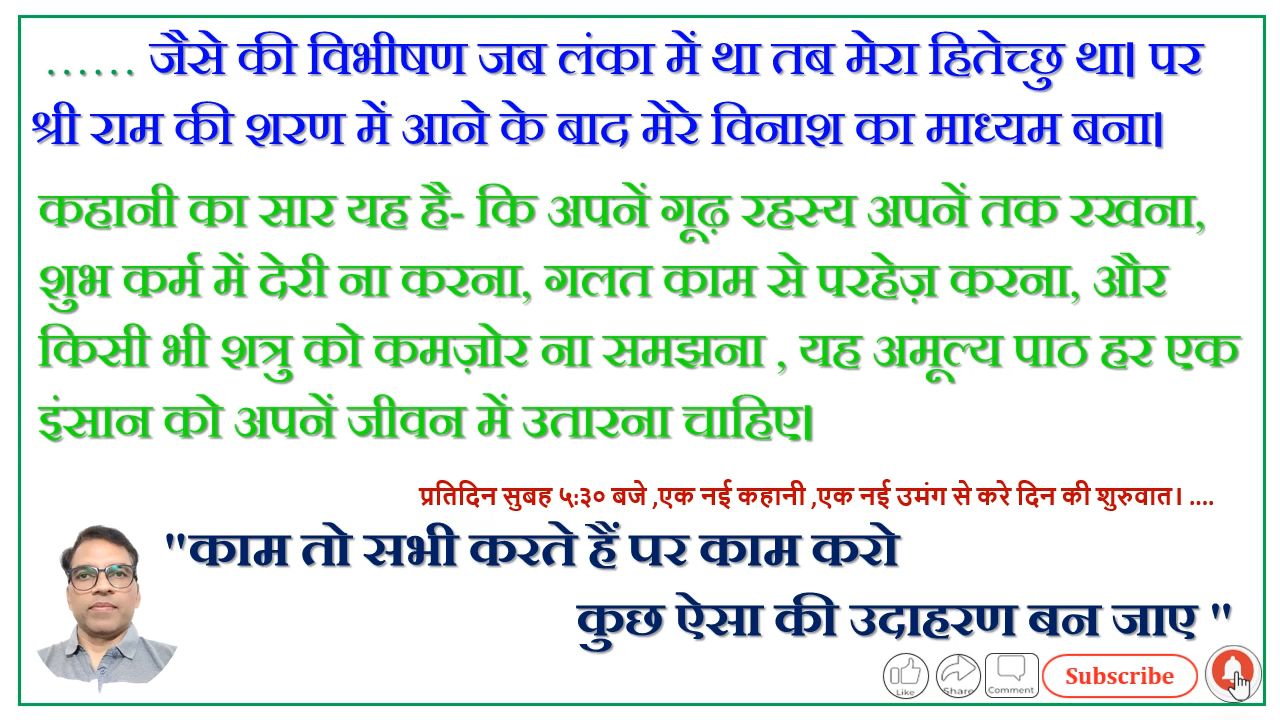 ...... जैसे की विभीषण जब लंका में था तब मेरा हितेच्छु था। पर
श्री राम की शरण में आने के बाद मेरे विनाश का माध्यम बना।
कहानी का सार यह है- कि अपनें गूढ़ रहस्य अपनें तक रखना,
शुभ कर्म में देरी ना करना, गलत काम से परहेज़ करना, और
किसी भी शत्रु को कमज़ोर ना समझना , यह अमूल्य पाठ हर एक
इंसान को अपनें जीवन में उतारना चाहिए।
प्रतिदिन सुबह ५:३० बजे ,एक नई कहानी ,एक नई उमंग से करे दिन की शुरुवात। ....
"काम तो सभी करते हैं पर काम करो
कुछ ऐसा की उदाहरण बन जाए "
Like Share Comment Subscribe